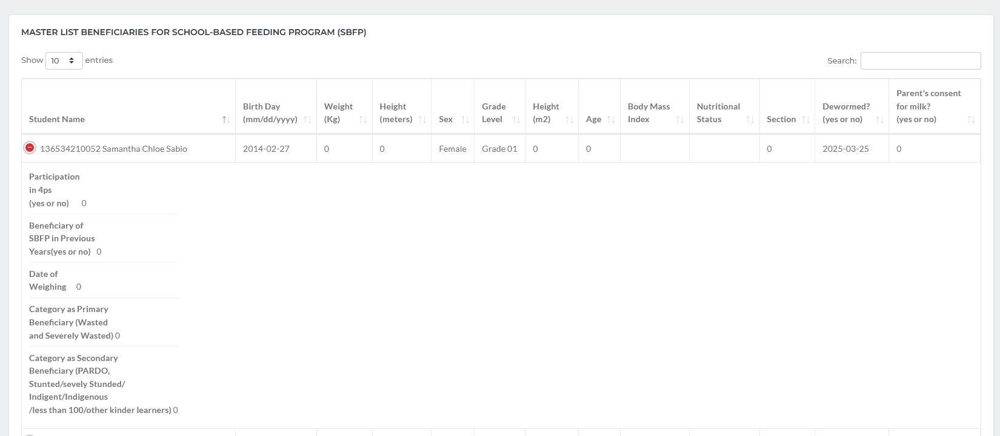 MASTER LIST BENEFICIARIES FOR SCHOOL-BASED FEEDING PROGRAM (SBFP)
Show 10 entries
Search:
Student Name
Birth Day
(mm/dd/yyyy)
Weight
(Kg)
Height
(meters)
Sex
Grade
Level
Height
(m2)
Age
Body Mass
Index
Nutritional
Status
Section
Dewormed?
(yes or no)
Parent's consent
for milk?
(yes or no)
136534210052 Samantha Chloe Sabio 2014-02-27 0 0 Female Grade 01 0 0 0 2025-03-25 0
Participation
in 4ps
(yes or no) 0
Beneficiary of
SBFP in Previous
Years(yes or no) 0
Date of
Weighing 0
Category as Primary
Beneficiary (Wasted
and Severely Wasted) 0
Category as Secondary
Beneficiary (PARDO,
Stunted/sevely Stunded/
Indigent/Indigenous
/less than 100/other kinder learners) 0